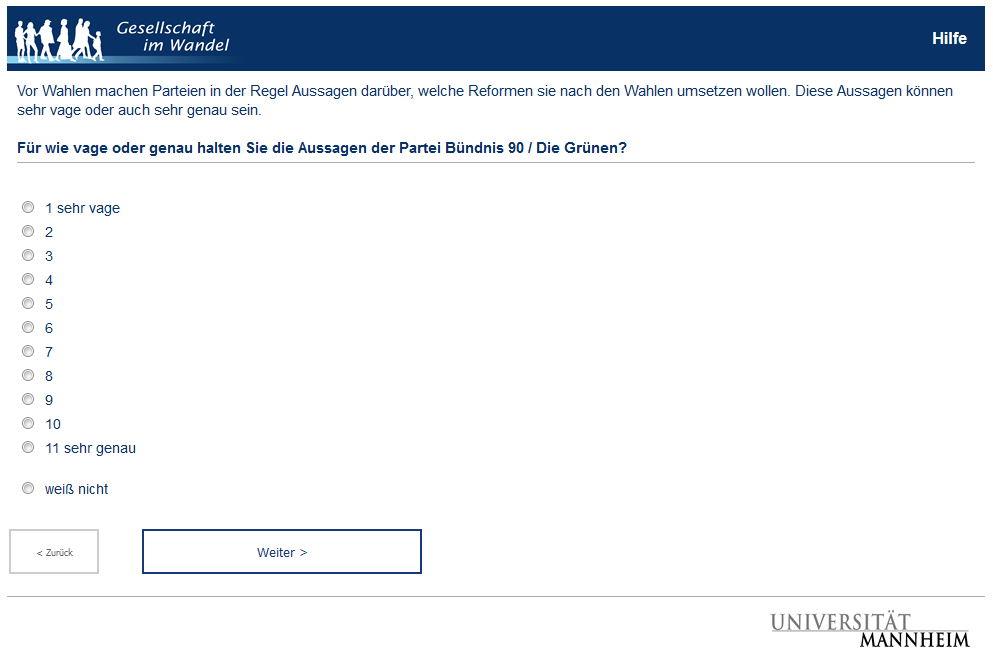 Gesellschaft
im Wandel
Hilfe
Vor Wahlen machen Parteien in der Regel Aussagen darüber, welche Reformen sie nach den Wahlen umsetzen wollen. Diese Aussagen können
sehr vage oder auch sehr genau sein.
Für wie vage oder genau halten Sie die Aussagen der Partei Bündnis 90 / Die Grünen?
1 sehr vage
2
3
4
5
6
7
8
9
10
11 sehr genau
weiß nicht
< Zurück
Weiter >
UNIVERSITÄT
MANNHEIM